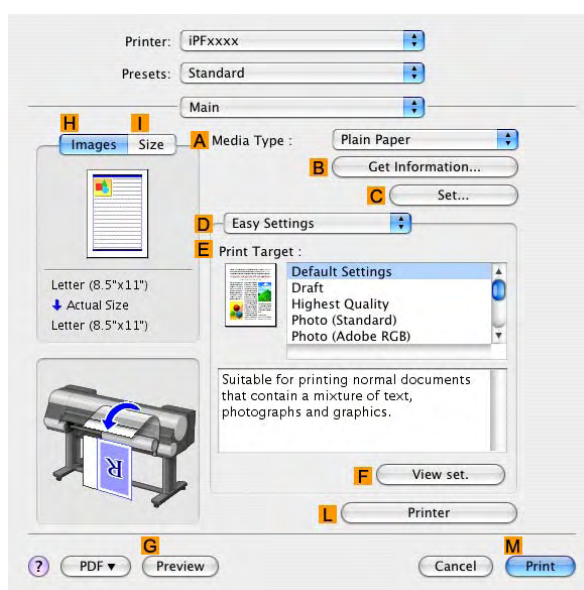 Printer: iPFxxxx
Presets: Standard
Main
H I
Images Size
A Media Type : Plain Paper
B Get Information...
C Set...
D Easy Settings
E Print Target :
Default Settings
Draft
Highest Quality
Photo (Standard)
Photo (Adobe RGB)
Letter (8.5"x11")
Actual Size
Letter (8.5"x11")
Suitable for printing normal documents
that contain a mixture of text,
photographs and graphics.
R
F View set.
L Printer
G M
? PDF Preview Cancel Print